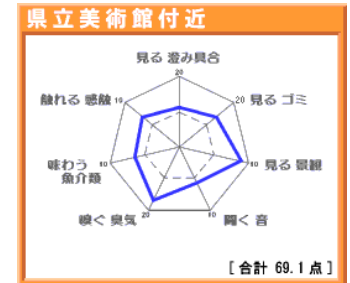 県立美術館付近
見る 澄み具合
20
触れる 感触 10
20 見る ゴミ
味わう 10
魚介類
10 見る 景観
嗅ぐ 臭気 20
10 聞く 音
[合計 69.1 点]